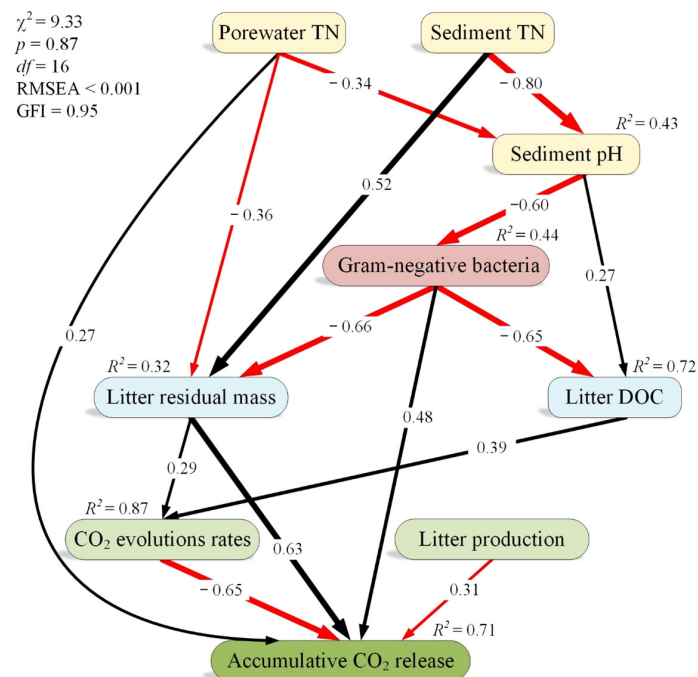 χ² = 9.33
p = 0.87
df = 16
RMSEA < 0.001
GFI = 0.95
Porewater TN
Sediment TN
− 0.34
− 0.80
R² = 0.43
Sediment pH
0.52
− 0.36
− 0.60
R² = 0.44
Gram-negative bacteria
0.27
0.27
− 0.66
− 0.65
R² = 0.32
R² = 0.72
Litter residual mass
Litter DOC
0.48
0.39
0.29
R² = 0.87
CO₂ evolutions rates
Litter production
0.63
− 0.65
0.31
R² = 0.71
Accumulative CO₂ release